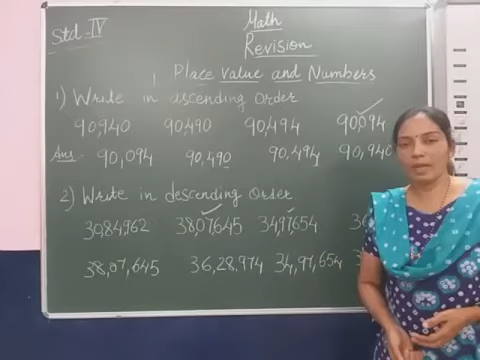 Std - IV
Math
Revision
Place Value and Numbers
1) Write in ascending order
90,940 90,490 90,494 90,094
Ans:- 90,094 90,490 90,494 90,940
2) Write in descending order
30,84,962 38,07,645 34,97,654
38,07,645 36,28,974 34,97,654